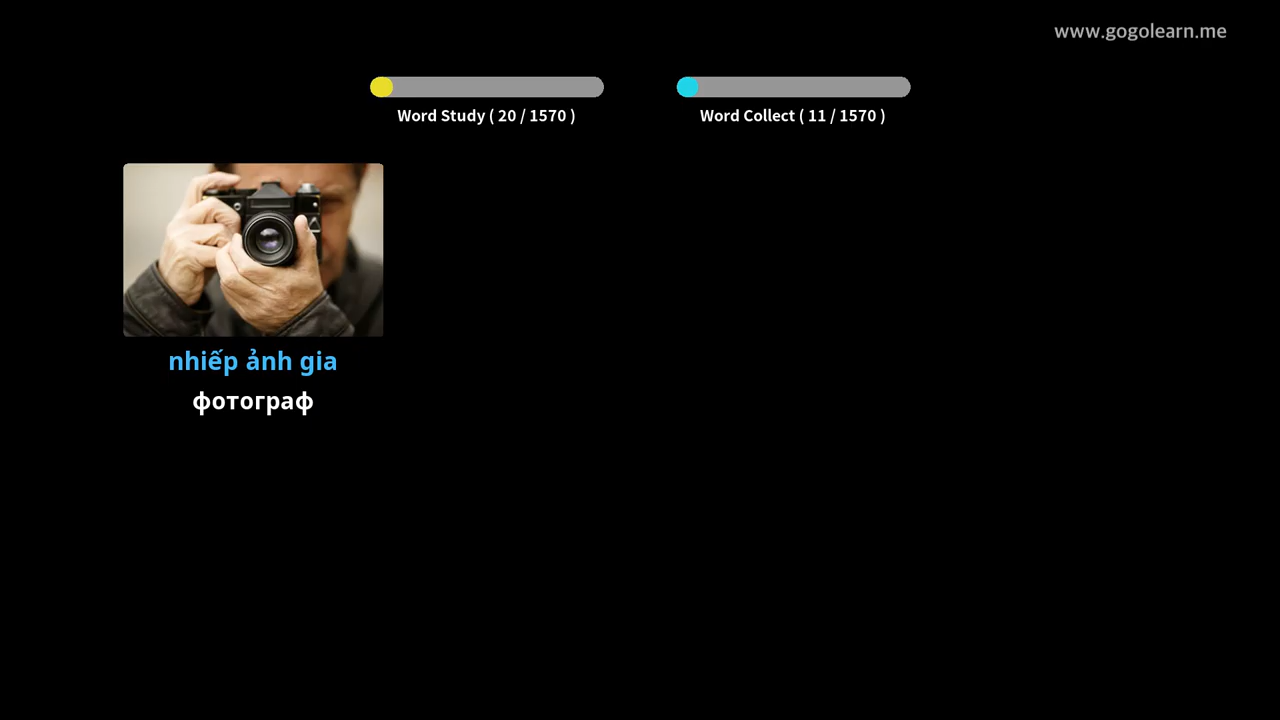 www.gogolearn.me
Word Study ( 20 / 1570 )
Word Collect ( 11 / 1570 )
nhiếp ảnh gia
фотограф